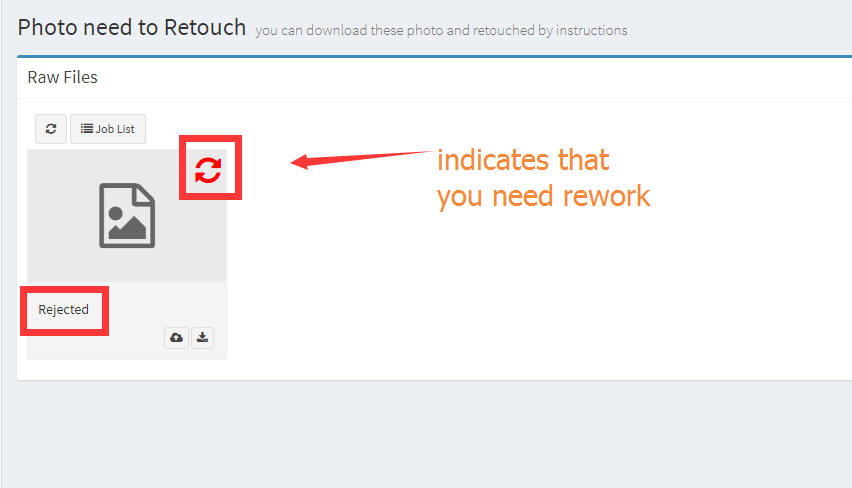 Photo need to Retouch you can download these photo and retouched by instructions
Raw Files
Job List
indicates that
you need rework
Rejected